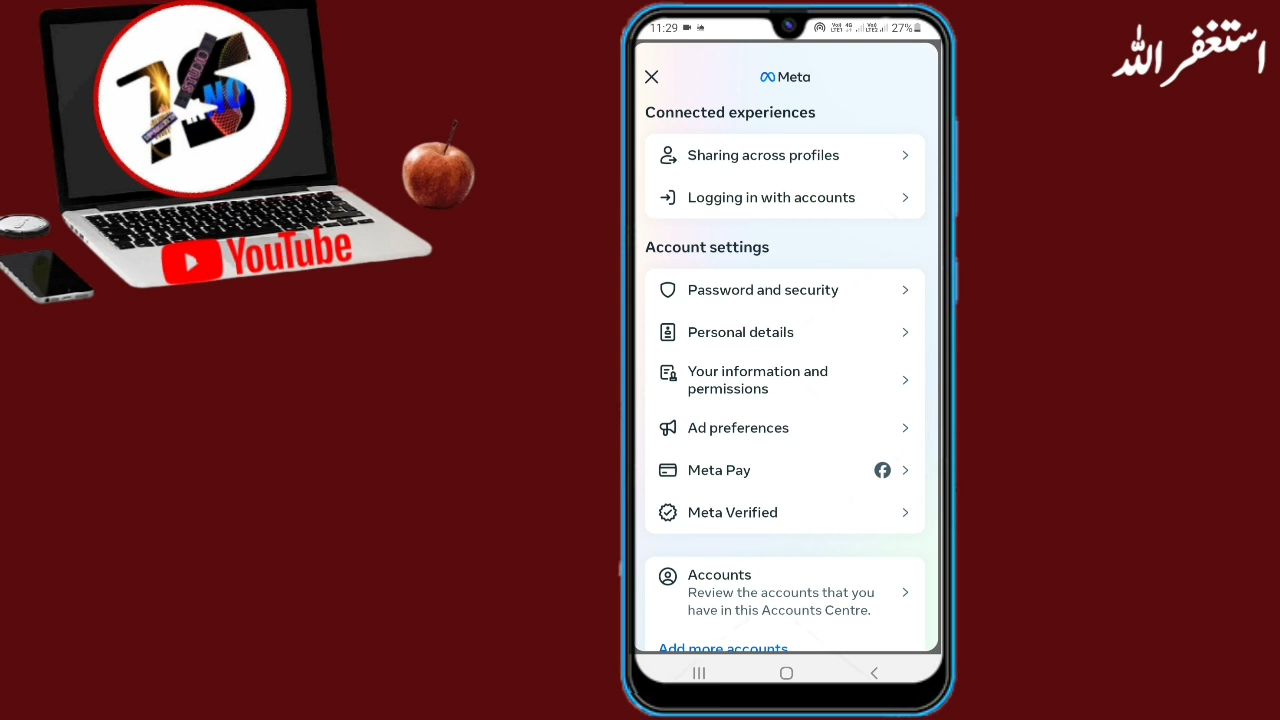 استغفر الله
YouTube
11:29
27%
Meta
Connected experiences
Sharing across profiles
Logging in with accounts
Account settings
Password and security
Personal details
Your information and
permissions
Ad preferences
Meta Pay
Meta Verified
Accounts
Review the accounts that you
have in this Accounts Centre.
Add more accounts